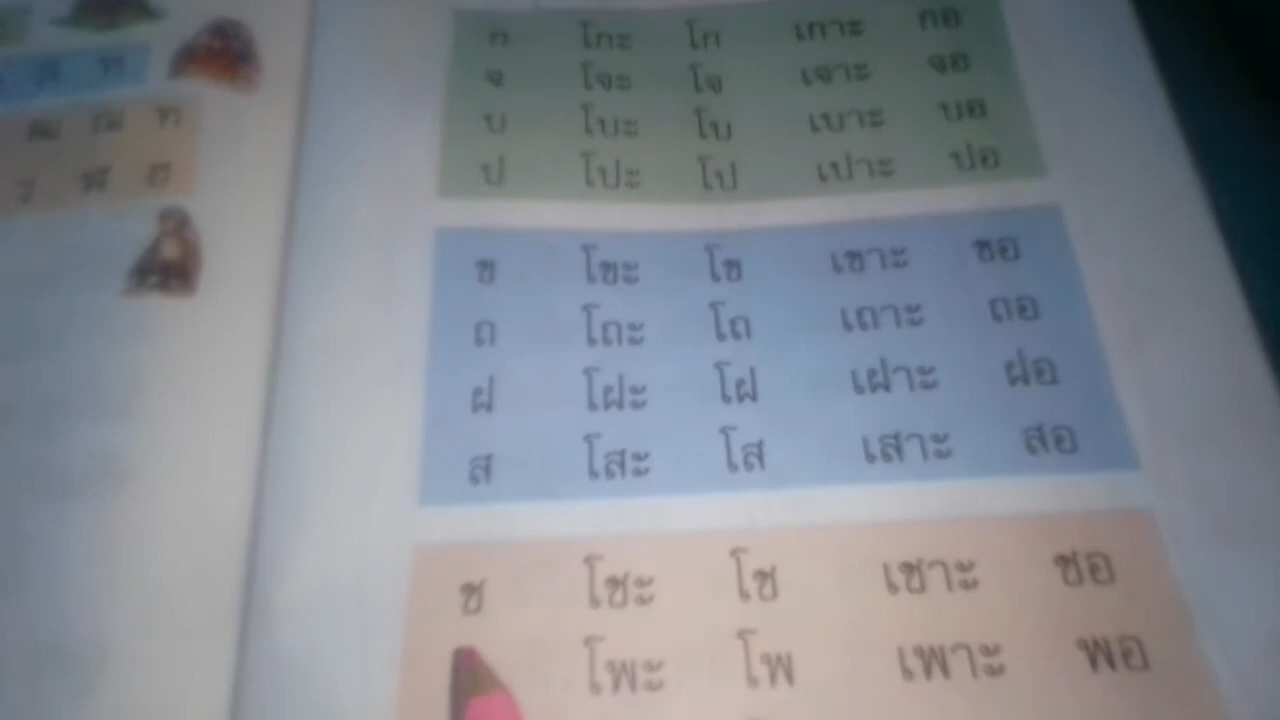 ก โกะ โก เกาะ กอ
จ โจะ โจ เจาะ จอ
บ โบะ โบ เบาะ บอ
ป โปะ โป เปาะ ปอ
ข โขะ โข เขาะ ขอ
ถ โถะ โถ เถาะ ถอ
ฝ โฝะ โฝ เฝาะ ฝอ
ส โสะ โส เสาะ สอ
ช โชะ โช เชาะ ชอ
โพะ โพ เพาะ พอ